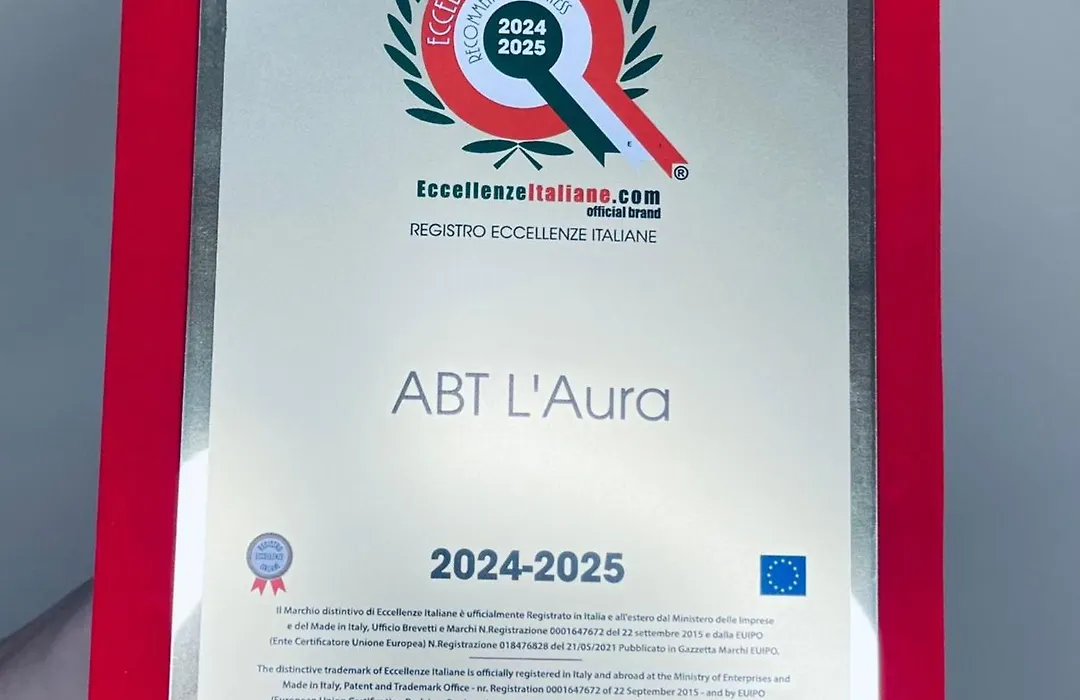 2024
2025
EccellenzeItaliane.com
official brand
®
REGISTRO ECCELLENZE ITALIANE
ABT L'Aura
2024-2025
Il Marchio distintivo di Eccellenze Italiane è ufficialmente Registrato in Italia e all'estero dal Ministero delle Imprese
e del Made in Italy, Ufficio Brevetti e Marchi N.Registrazione 0001647672 del 22 settembre 2015 e dalla EUIPO
(Ente Certificatore Unione Europea) N.Registrazione 018476828 del 21/05/2021 Pubblicato in Gazzetta Marchi EUIPO.
The distinctive trademark of Eccellenze Italiane is officially registered in Italy and abroad at the Ministry of Enterprises and
Made in Italy, Patent and Trademark Office - nr. Registration 0001647672 of 22 September 2015 - and by EUIPO